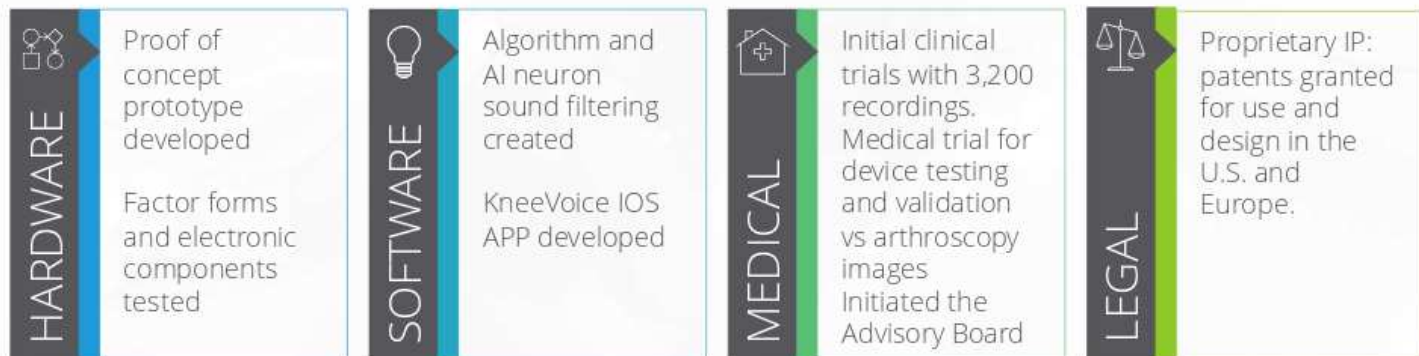 HARDWARE
Proof of
concept
prototype
developed
Factor forms
and electronic
components
tested
SOFTWARE
Algorithm and
AI neuron
sound filtering
created
KneeVoice IOS
APP developed
MEDICAL
Initial clinical
trials with 3,200
recordings.
Medical trial for
device testing
and validation
vs arthroscopy
images
Initiated the
Advisory Board
LEGAL
Proprietary IP:
patents granted
for use and
design in the
U.S. and
Europe.